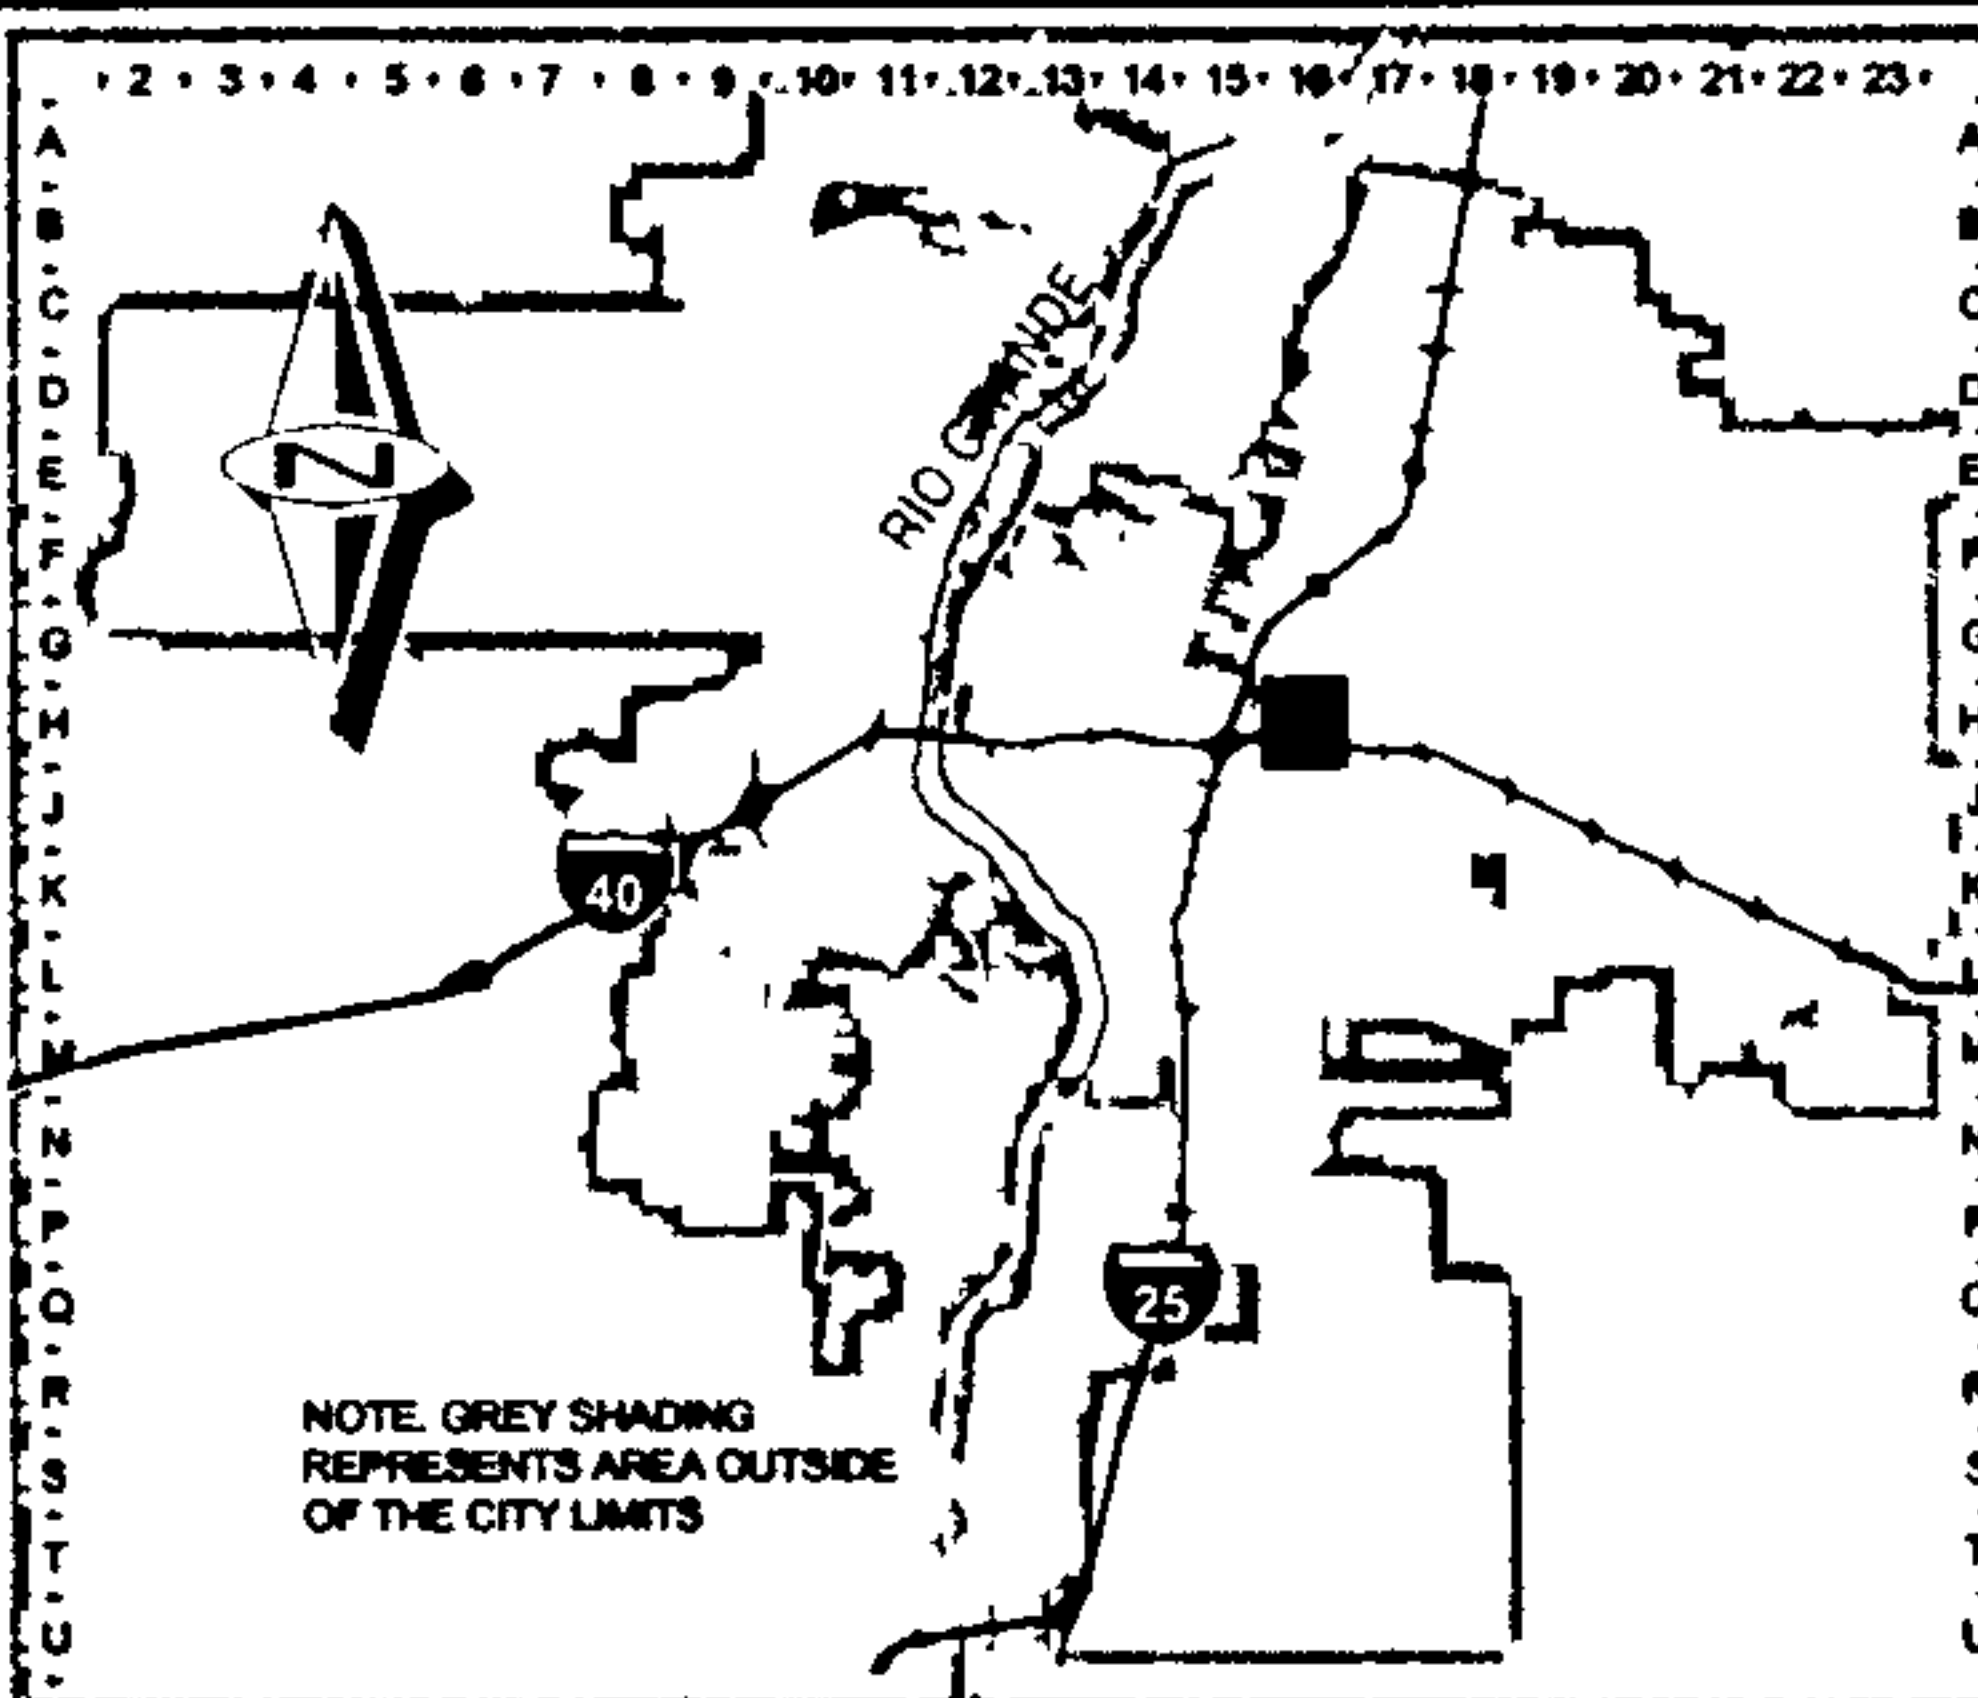 · 2 · 3 · 4 · 5 · 6 · 7 · 8 · 9 · 10 · 11 · 12 · 13 · 14 · 15 · 16 · 17 · 18 · 19 · 20 · 21 · 22 · 23 ·
A
B
C
D
E
F
G
H
J
K
L
M
N
P
Q
R
S
T
U
N
RIO GRANDE
40
25
NOTE. GREY SHADING
REPRESENTS AREA OUTSIDE
OF THE CITY LIMITS
A
B
C
D
E
F
G
H
J
K
L
M
N
P
Q
R
S
T
U